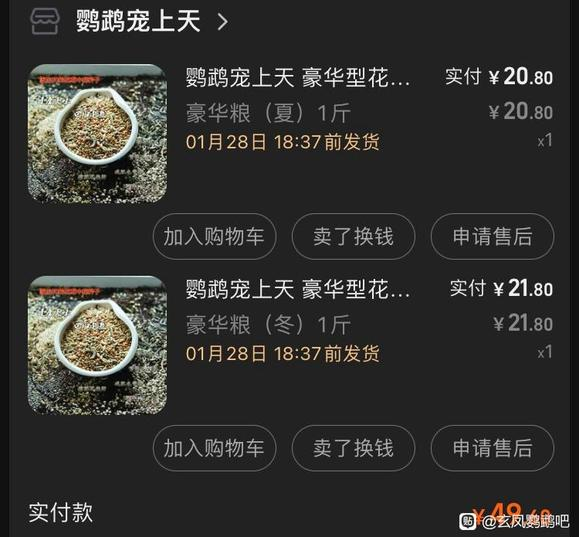 鹦鹉宠上天 >
鹦鹉宠上天 豪华型花... 实付 ¥20.80
豪华粮（夏）1斤 ¥20.80
01月28日 18:37前发货 x1
加入购物车 卖了换钱 申请售后
鹦鹉宠上天 豪华型花... 实付 ¥21.80
豪华粮（冬）1斤 ¥21.80
01月28日 18:37前发货 x1
加入购物车 卖了换钱 申请售后
实付款
贴 @玄凤鹦鹉吧